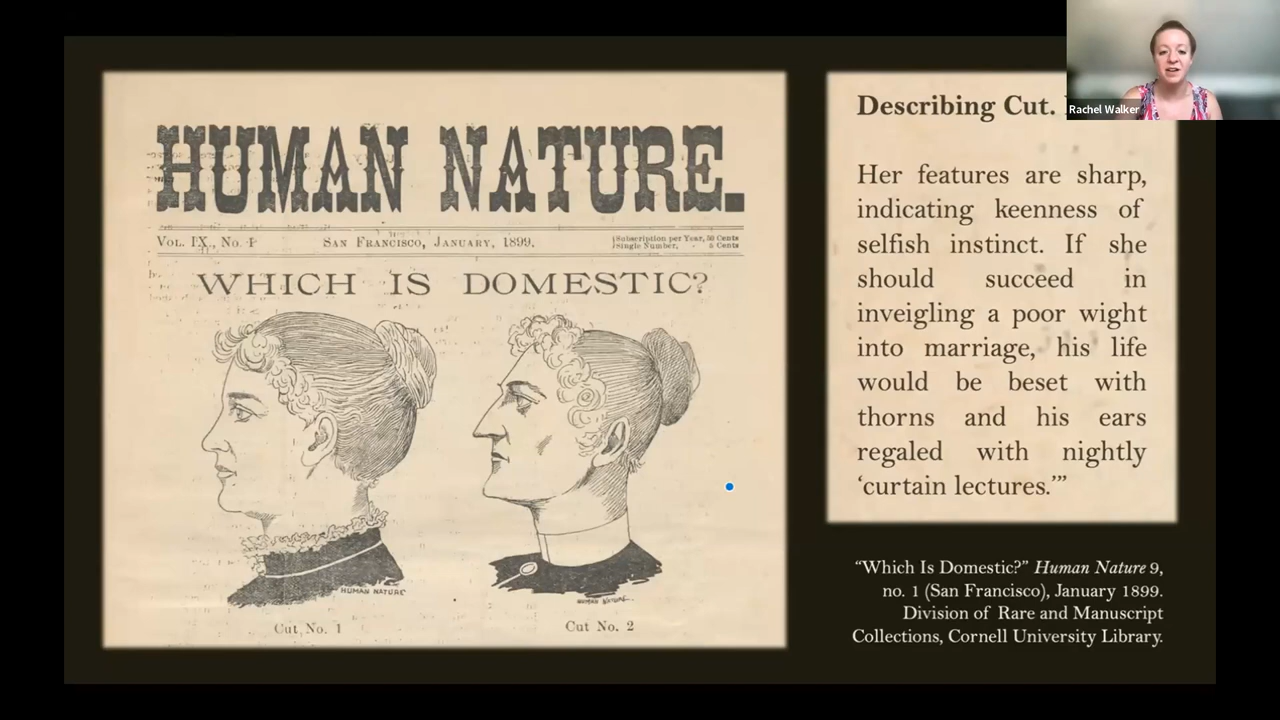 HUMAN NATURE.
VOL. IX., NO. 1
SAN FRANCISCO, JANUARY, 1899.
Subscription per Year, 50 Cents
Single Number, - 5 Cents
WHICH IS DOMESTIC?
HUMAN NATURE
HUMAN NATURE
Cut No. 1
Cut No. 2
Describing Cut.
Her features are sharp,
indicating keenness of
selfish instinct. If she
should succeed in
inveigling a poor wight
into marriage, his life
would be beset with
thorns and his ears
regaled with nightly
‘curtain lectures.’”
“Which Is Domestic?” Human Nature 9,
no. 1 (San Francisco), January 1899.
Division of Rare and Manuscript
Collections, Cornell University Library.
Rachel Walker